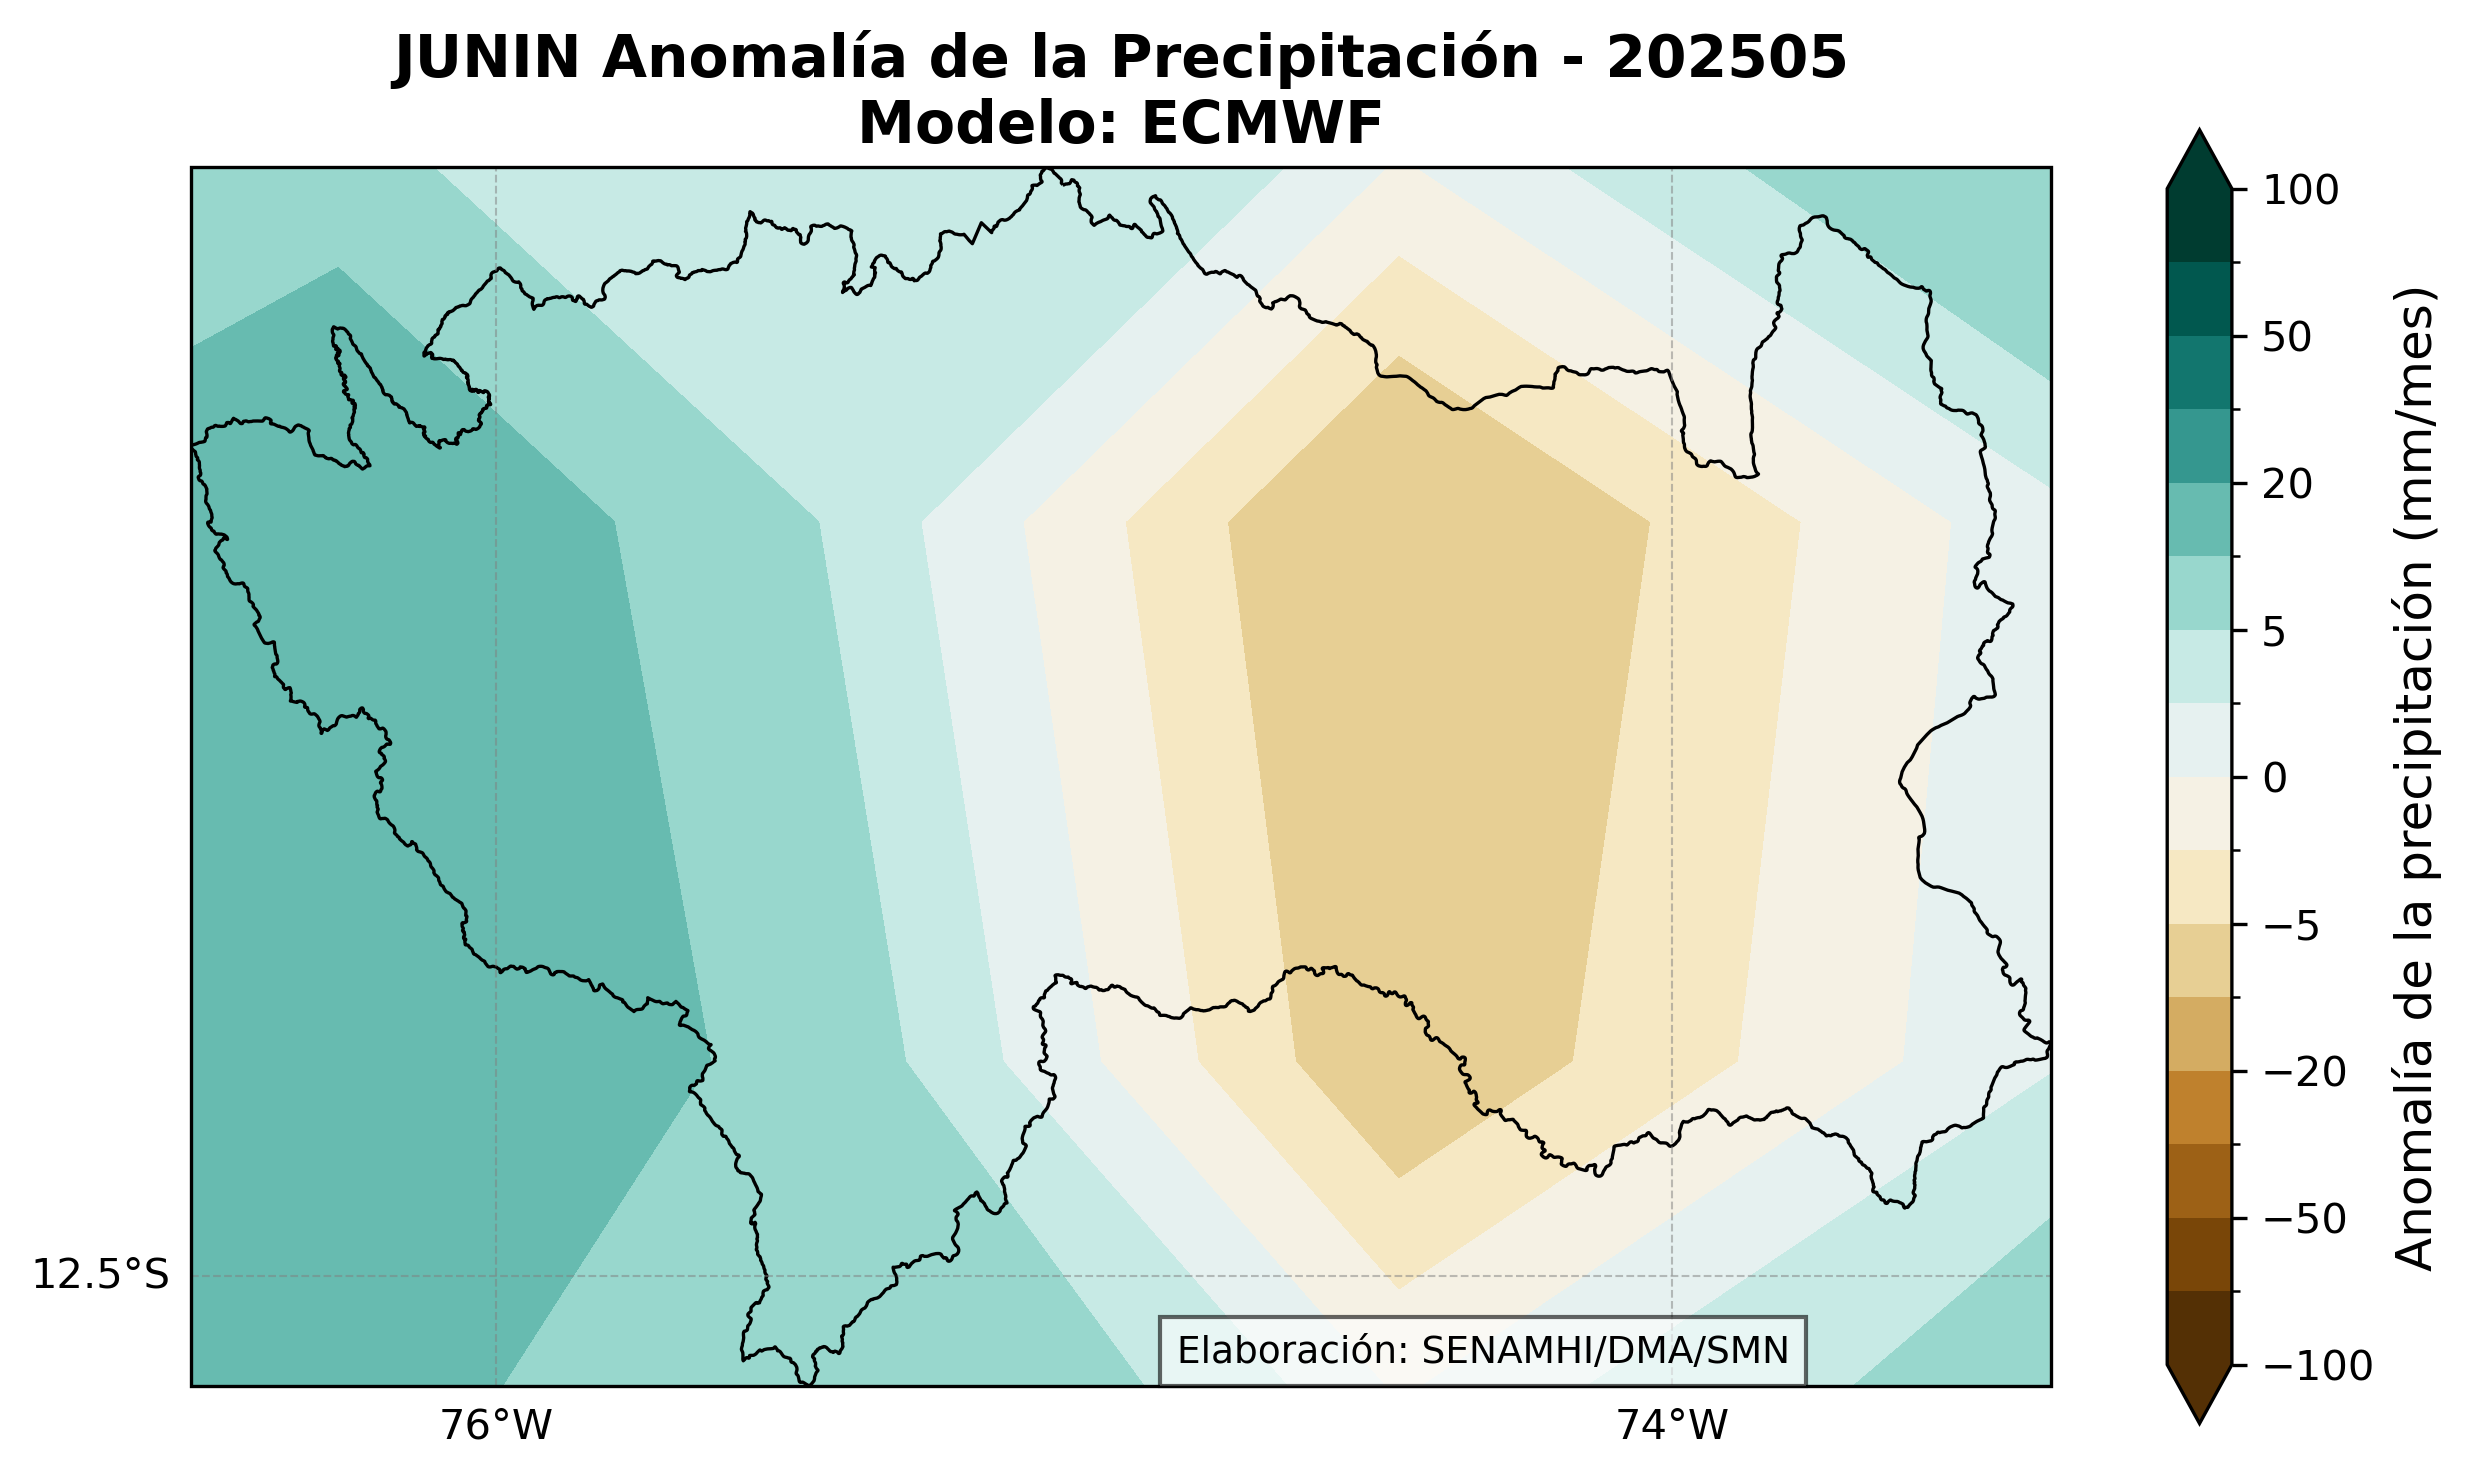 JUNIN Anomalía de la Precipitación - 202505
Modelo: ECMWF
100
50
20
5
0
−5
−20
−50
−100
Anomalía de la precipitación (mm/mes)
12.5°S
Elaboración: SENAMHI/DMA/SMN
76°W
74°W